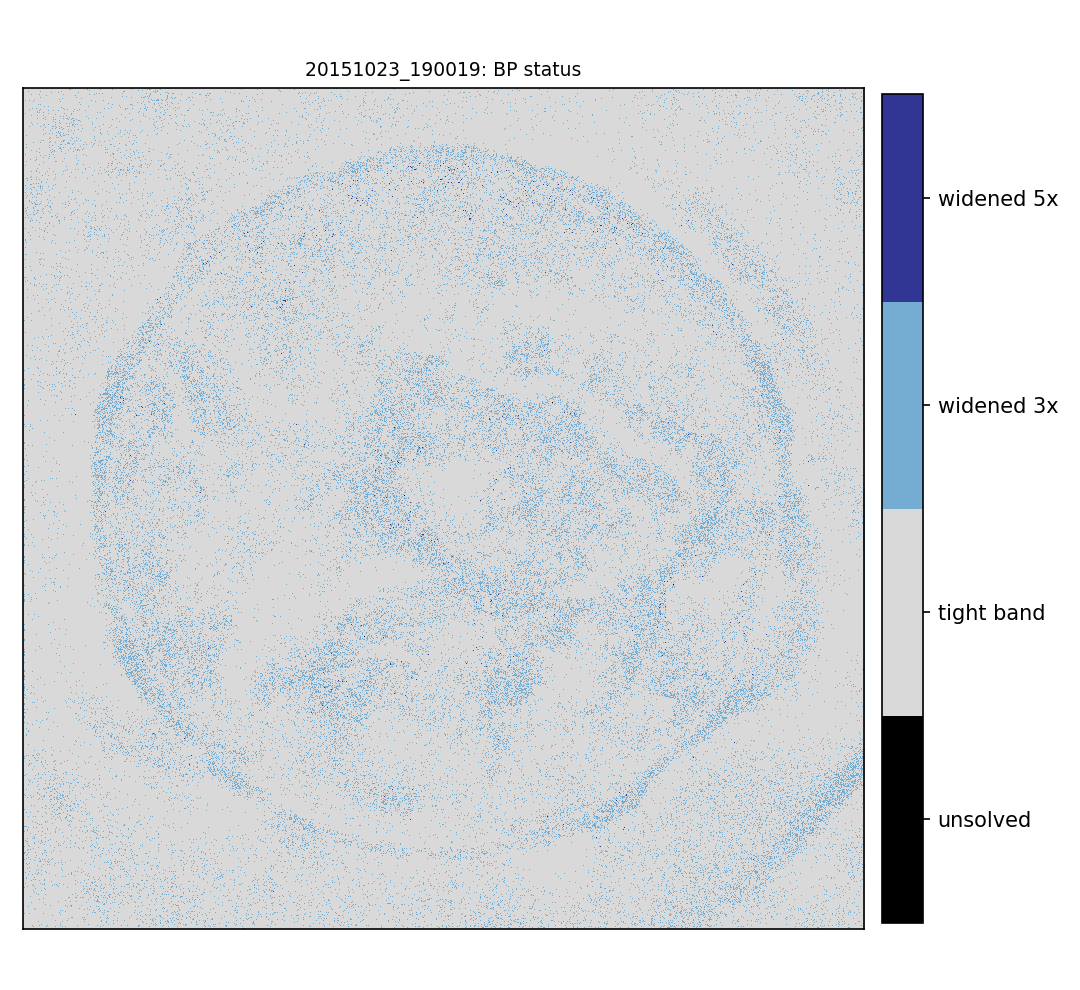 20151023_190019: BP status
widened 5x
widened 3x
tight band
unsolved